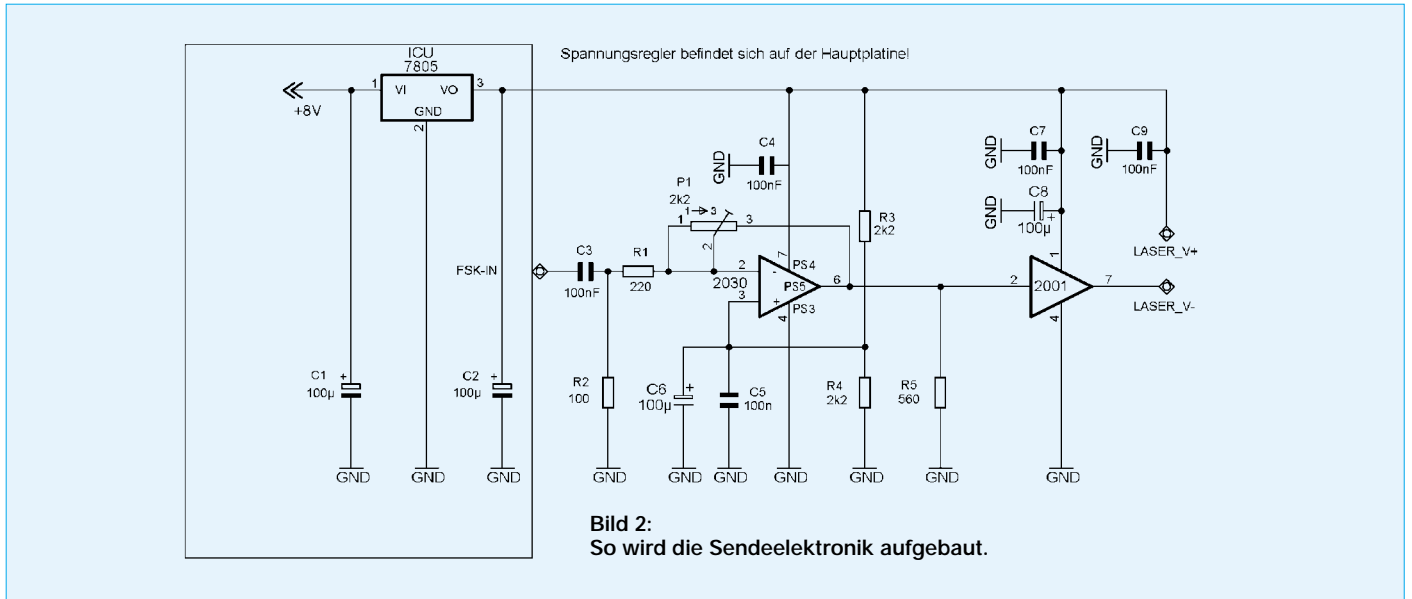 ICU
7805
Spannungsregler befindet sich auf der Hauptplatine!
1 VI VO 3
GND
2
+8V
C4
100nF
GND
C7
100nF
GND
C9
100nF
GND
P1
2k2
1 → 3
1 3
2
C8
100µ +
GND
R3
2k2
LASER_V+
C3
100nF
R1
220
FSK-IN
2030
2 -
3 +
7 PS4
PS5 6
4 PS3
1
2 2001 7
4
LASER_V-
C1
100µ +
C2
100µ +
R2
100
C6
100µ +
C5
100n
R4
2k2
R5
560
GND GND GND GND GND GND GND GND GND GND
Bild 2:
So wird die Sendeelektronik aufgebaut.